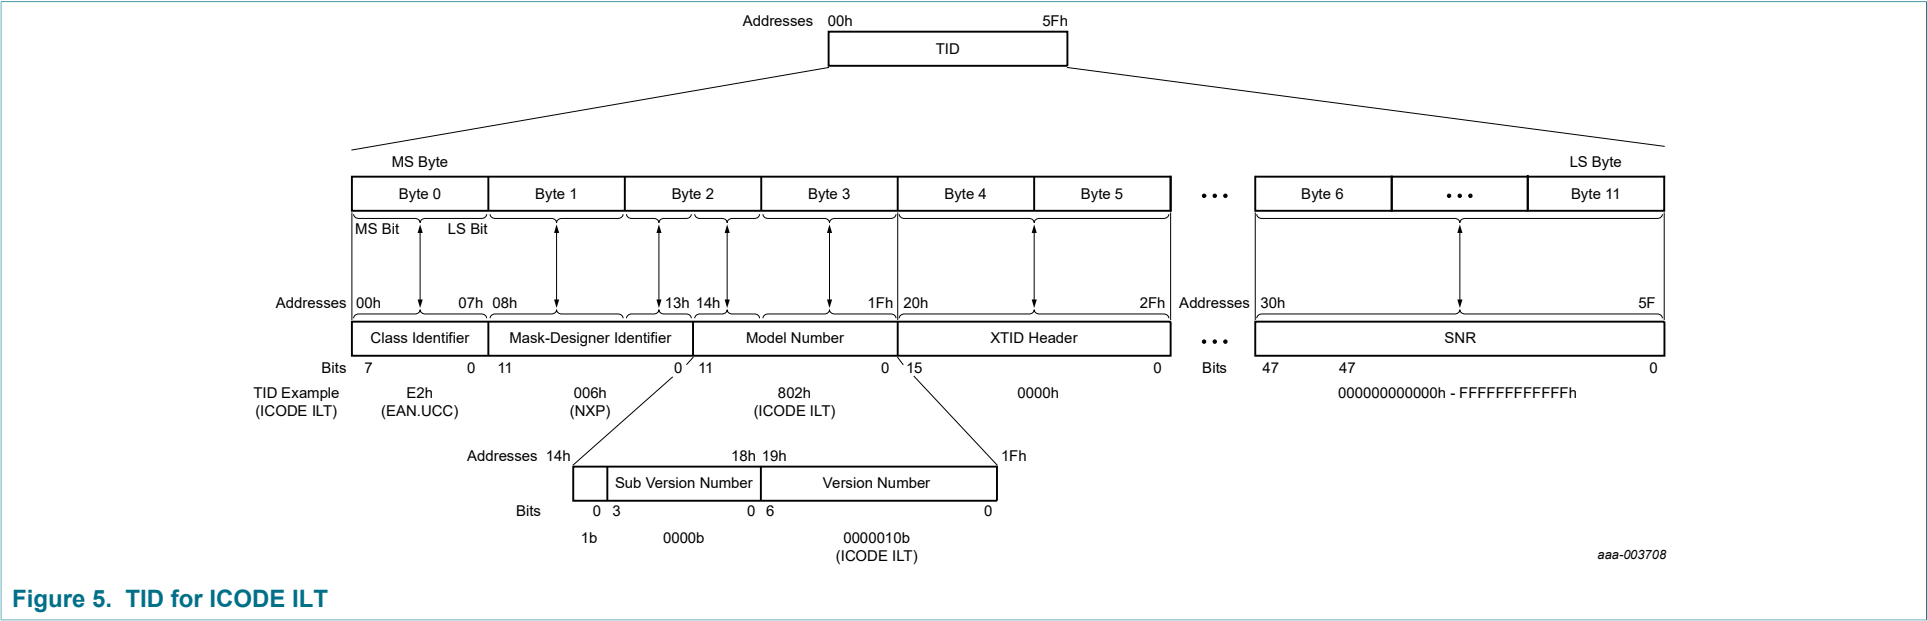 Addresses 00h 5Fh
TID
MS Byte LS Byte
Byte 0 Byte 1 Byte 2 Byte 3 Byte 4 Byte 5 ••• Byte 6 ••• Byte 11
MS Bit LS Bit
Addresses 00h 07h 08h 13h 14h 1Fh 20h 2Fh Addresses 30h 5F
Class Identifier Mask-Designer Identifier Model Number XTID Header ••• SNR
Bits 7 0 11 0 11 0 15 0 Bits 47 47 0
TID Example E2h 006h 802h 0000h 000000000000h - FFFFFFFFFFFFh
(ICODE ILT) (EAN.UCC) (NXP) (ICODE ILT)
Addresses 14h 18h 19h 1Fh
Sub Version Number Version Number
Bits 0 3 0 6 0
1b 0000b 0000010b
(ICODE ILT)
aaa-003708
Figure 5. TID for ICODE ILT